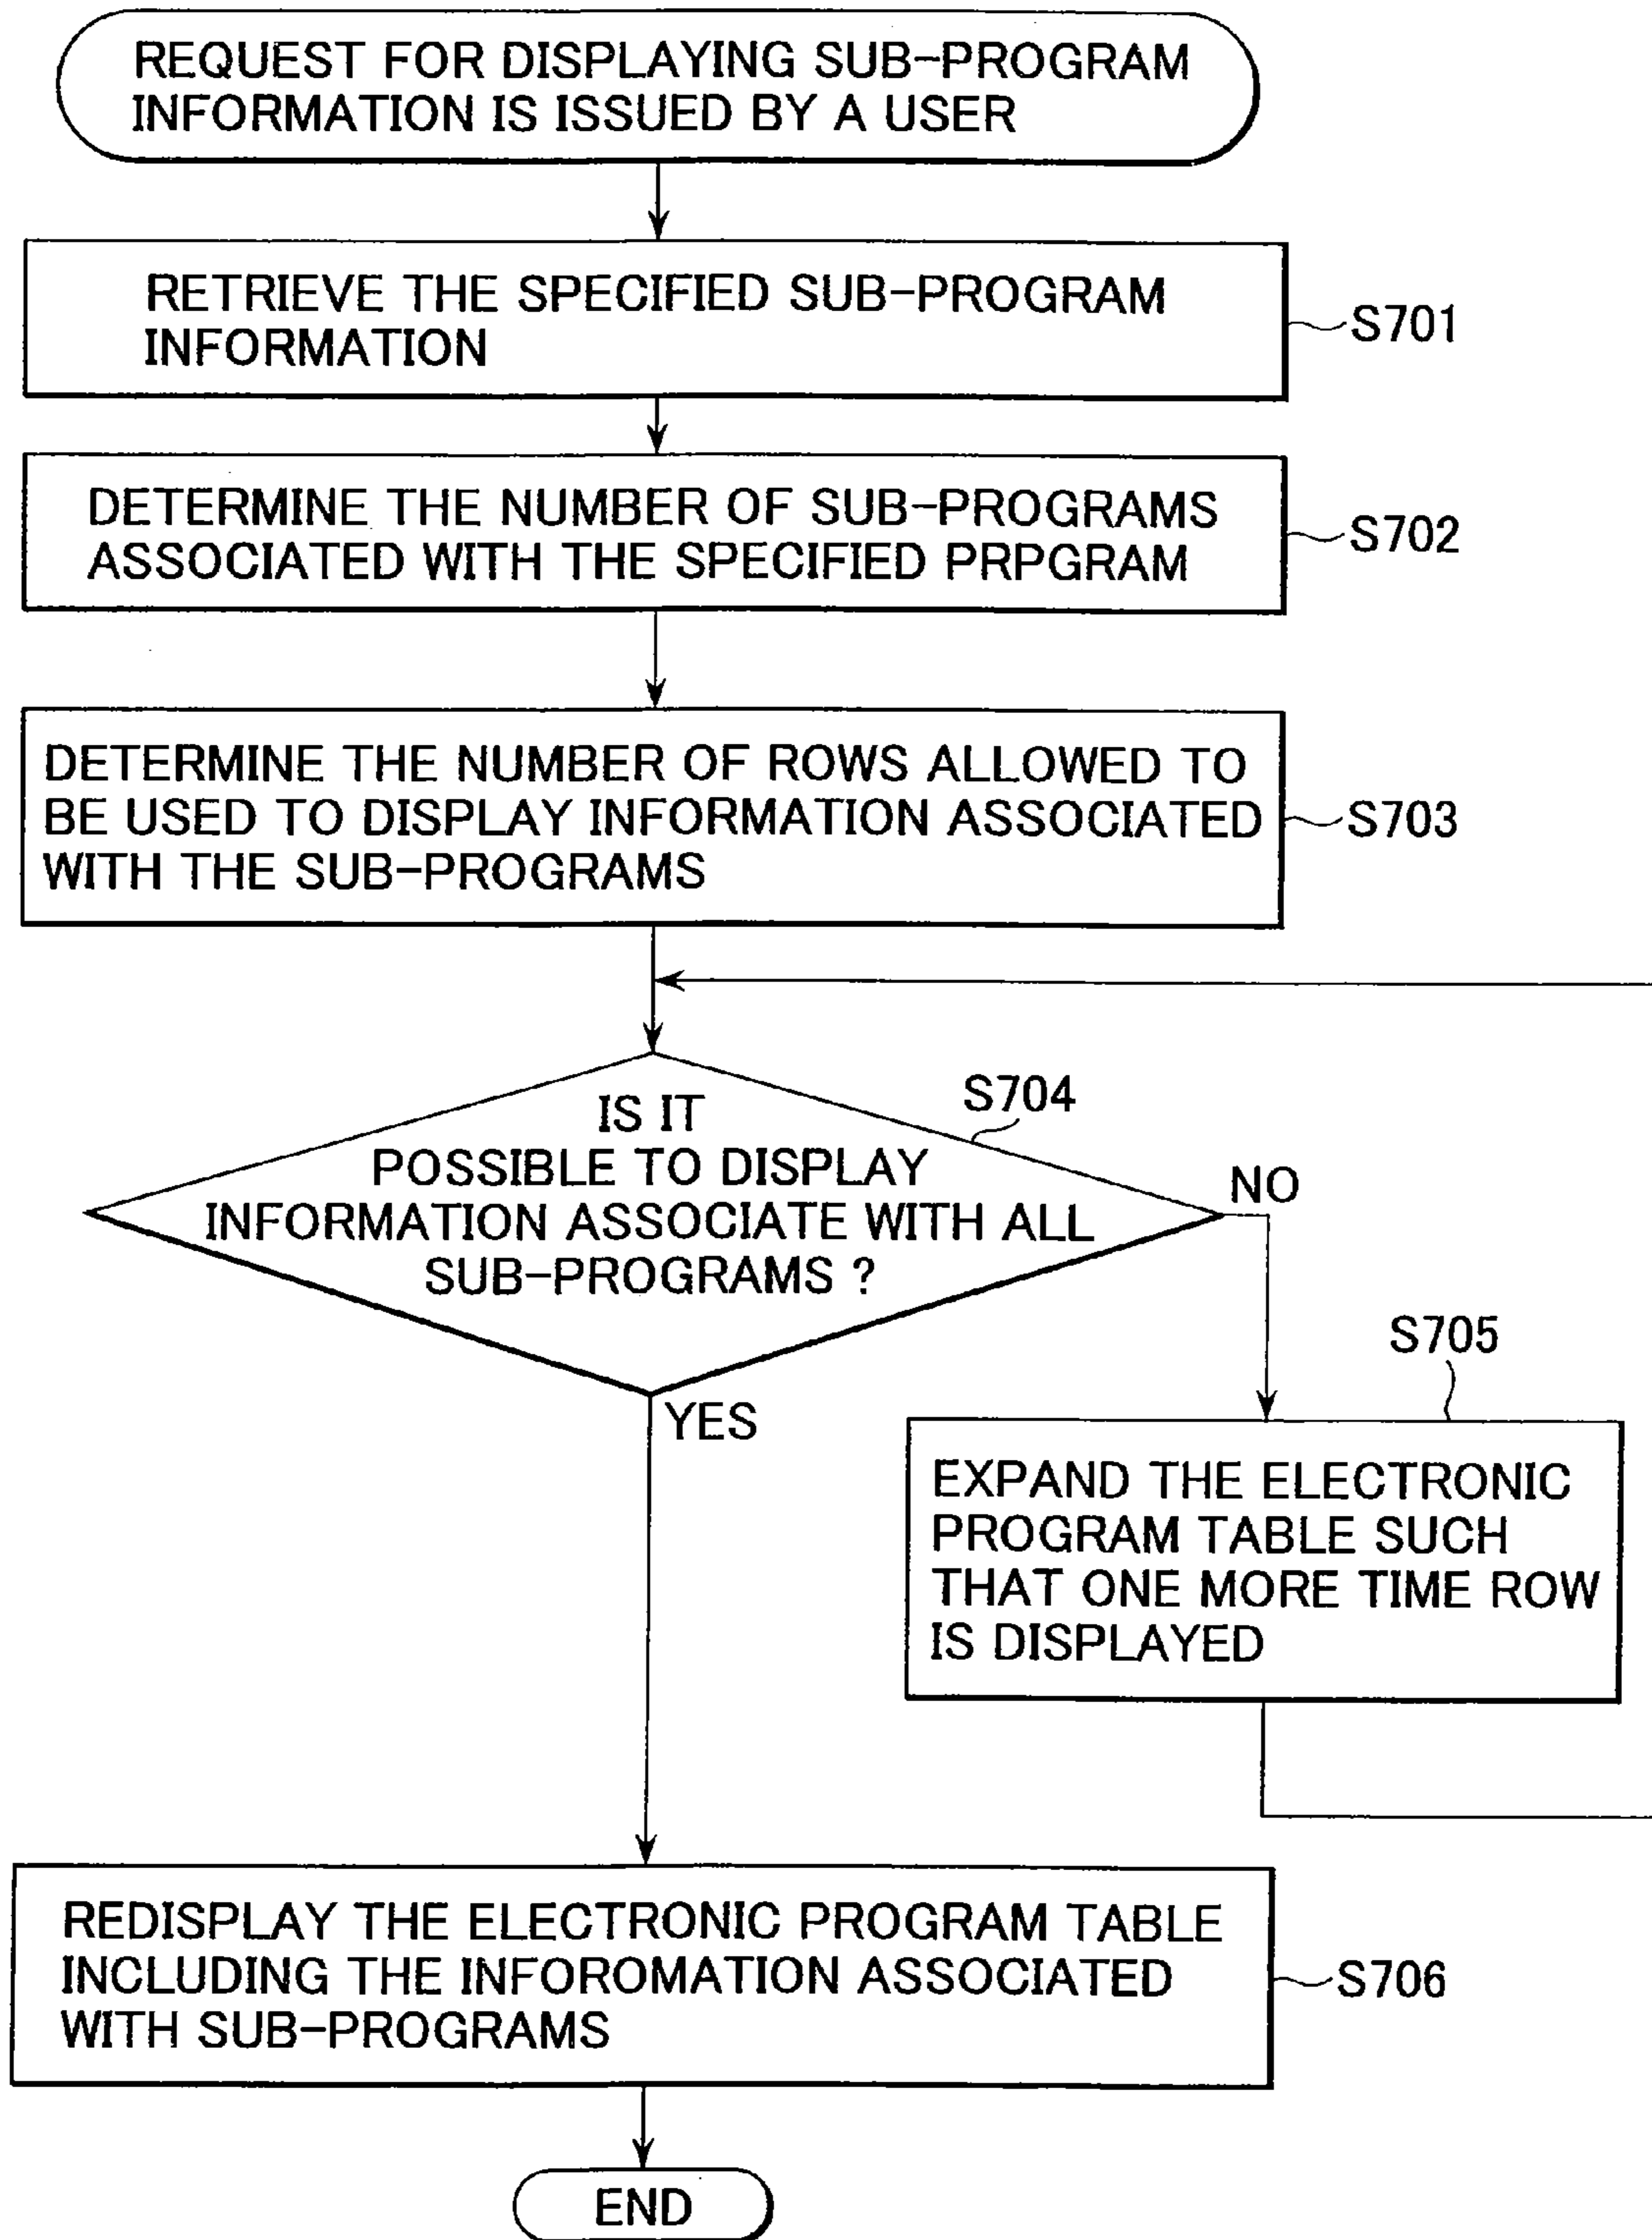 REQUEST FOR DISPLAYING SUB-PROGRAM
INFORMATION IS ISSUED BY A USER
RETRIEVE THE SPECIFIED SUB-PROGRAM
INFORMATION
S701
DETERMINE THE NUMBER OF SUB-PROGRAMS
ASSOCIATED WITH THE SPECIFIED PRPGRAM
S702
DETERMINE THE NUMBER OF ROWS ALLOWED TO
BE USED TO DISPLAY INFORMATION ASSOCIATED
WITH THE SUB-PROGRAMS
S703
IS IT
POSSIBLE TO DISPLAY
INFORMATION ASSOCIATE WITH ALL
SUB-PROGRAMS ?
S704
NO
YES
S705
EXPAND THE ELECTRONIC
PROGRAM TABLE SUCH
THAT ONE MORE TIME ROW
IS DISPLAYED
REDISPLAY THE ELECTRONIC PROGRAM TABLE
INCLUDING THE INFOROMATION ASSOCIATED
WITH SUB-PROGRAMS
S706
END